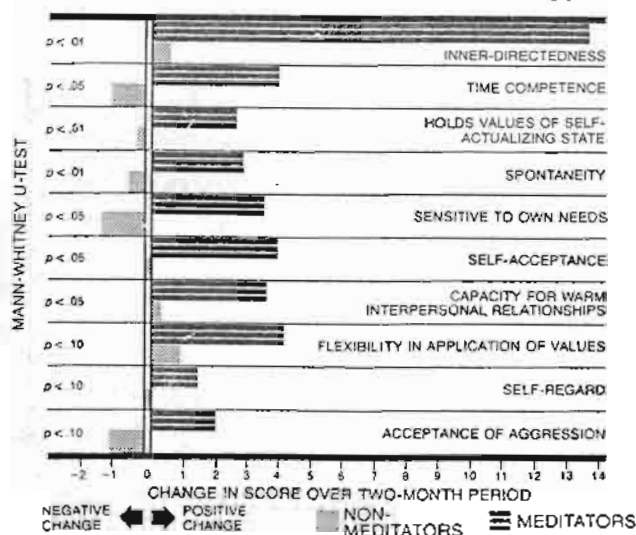 p<.01
INNER-DIRECTEDNESS
p<.05
TIME COMPETENCE
p<.01
HOLDS VALUES OF SELF-
ACTUALIZING STATE
p<.01
SPONTANEITY
p<.05
SENSITIVE TO OWN NEEDS
p<.05
SELF-ACCEPTANCE
p<.05
CAPACITY FOR WARM
INTERPERSONAL RELATIONSHIPS
p<.10
FLEXIBILITY IN APPLICATION OF VALUES
p<.10
SELF-REGARD
p<.10
ACCEPTANCE OF AGGRESSION
MANN-WHITNEY U-TEST
-2 -1 0 1 2 3 4 5 6 7 8 9 10 11 12 13 14
CHANGE IN SCORE OVER TWO-MONTH PERIOD
NEGATIVE CHANGE
POSITIVE CHANGE
NON-MEDITATORS
MEDITATORS